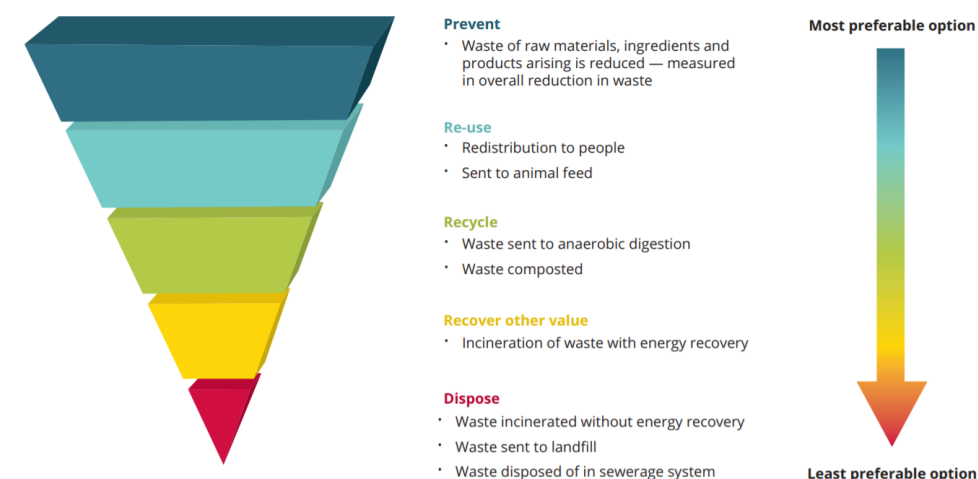 Prevent
Most preferable option
· Waste of raw materials, ingredients and
products arising is reduced — measured
in overall reduction in waste
Re-use
· Redistribution to people
· Sent to animal feed
Recycle
· Waste sent to anaerobic digestion
· Waste composted
Recover other value
· Incineration of waste with energy recovery
Dispose
· Waste incinerated without energy recovery
· Waste sent to landfill
· Waste disposed of in sewerage system
Least preferable option